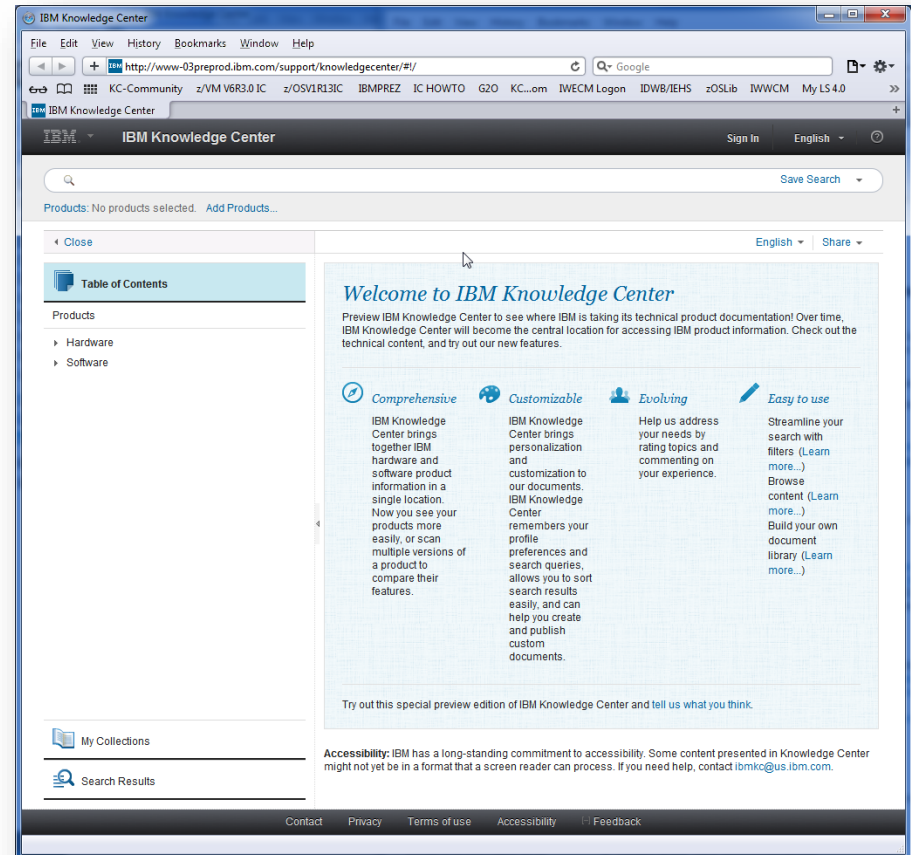 IBM Knowledge Center
File Edit View History Bookmarks Window Help
IBM http://www-03preprod.ibm.com/support/knowledgecenter/#!/ Google
KC-Community z/VM V6R3.0 IC z/OSV1R13IC IBMPREZ IC HOWTO G2O KC...om IWECM Logon IDWB/IEHS zOSLib IWWCM My LS 4.0 »
IBM IBM Knowledge Center +
IBM IBM Knowledge Center Sign In English ?
Save Search
Products: No products selected. Add Products...
Close English Share
Table of Contents
Products
Hardware
Software
Welcome to IBM Knowledge Center
Preview IBM Knowledge Center to see where IBM is taking its technical product documentation! Over time,
IBM Knowledge Center will become the central location for accessing IBM product information. Check out the
technical content, and try out our new features.
Comprehensive
IBM Knowledge
Center brings
together IBM
hardware and
software product
information in a
single location.
Now you see your
products more
easily, or scan
multiple versions of
a product to
compare their
features.
Customizable
IBM Knowledge
Center brings
personalization
and
customization to
our documents.
IBM Knowledge
Center
remembers your
profile
preferences and
search queries,
allows you to sort
search results
easily, and can
help you create
and publish
custom
documents.
Evolving
Help us address
your needs by
rating topics and
commenting on
your experience.
Easy to use
Streamline your
search with
filters (Learn
more...)
Browse
content (Learn
more...)
Build your own
document
library (Learn
more...)
Try out this special preview edition of IBM Knowledge Center and tell us what you think.
My Collections
Search Results
Accessibility: IBM has a long-standing commitment to accessibility. Some content presented in Knowledge Center
might not yet be in a format that a screen reader can process. If you need help, contact ibmkc@us.ibm.com.
Contact Privacy Terms of use Accessibility [-] Feedback